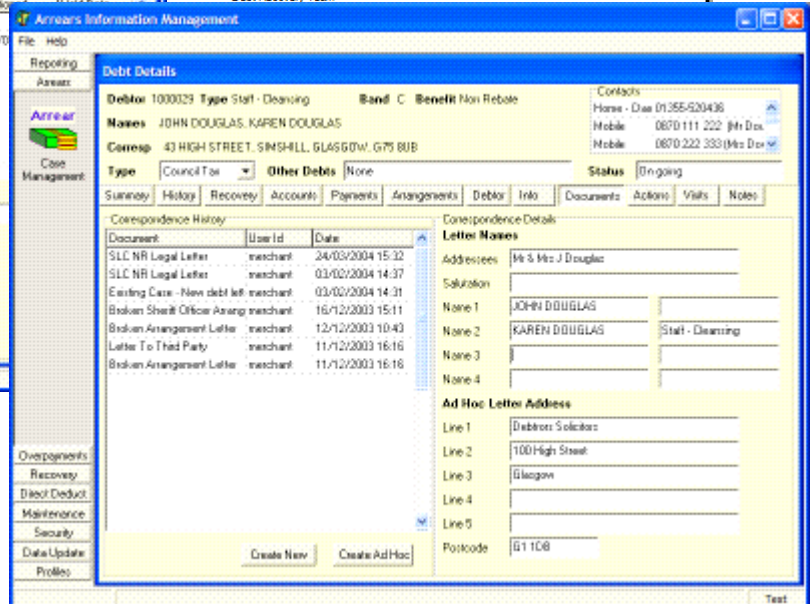 Arrears Information Management
File Help
Reporting
Arrears
Arrear
Case
Management
Overpayments
Recovery
Direct Deduct
Maintenance
Security
Data Update
Profiles
Debt Details
Debtor 1000029 Type Staff - Cleansing Band C Benefit Non Rebate
Names JOHN DOUGLAS, KAREN DOUGLAS
Corresp 43 HIGH STREET, SIMSHILL, GLASGOW, G75 8UB
Contacts
Home - Daa 01355-520436
Mobile 0870 111 222 (Mr Dou
Mobile 0870 222 333 (Mrs Dou
Type Council Tax Other Debts None Status On-going
Summary History Recovery Accounts Payments Arrangements Debtor Info Documents Actions Visits Notes
Correspondence History
Document User Id Date
SLC NR Legal Letter merchant 24/03/2004 15:32
SLC NR Legal Letter merchant 03/02/2004 14:37
Existing Case - New debt lett merchant 03/02/2004 14:31
Broken Sheriff Officer Arrang merchant 16/12/2003 15:11
Broken Arrangement Letter merchant 12/12/2003 10:43
Letter To Third Party merchant 11/12/2003 16:16
Broken Arrangement Letter merchant 11/12/2003 16:16
Create New Create Ad Hoc
Correspondence Details
Letter Names
Addressees Mr & Mrs J Douglas
Salutation
Name 1 JOHN DOUGLAS
Name 2 KAREN DOUGLAS Staff - Cleansing
Name 3
Name 4
Ad Hoc Letter Address
Line 1 Debtors Solicitors
Line 2 100 High Street
Line 3 Glasgow
Line 4
Line 5
Postcode G1 1DB
Test